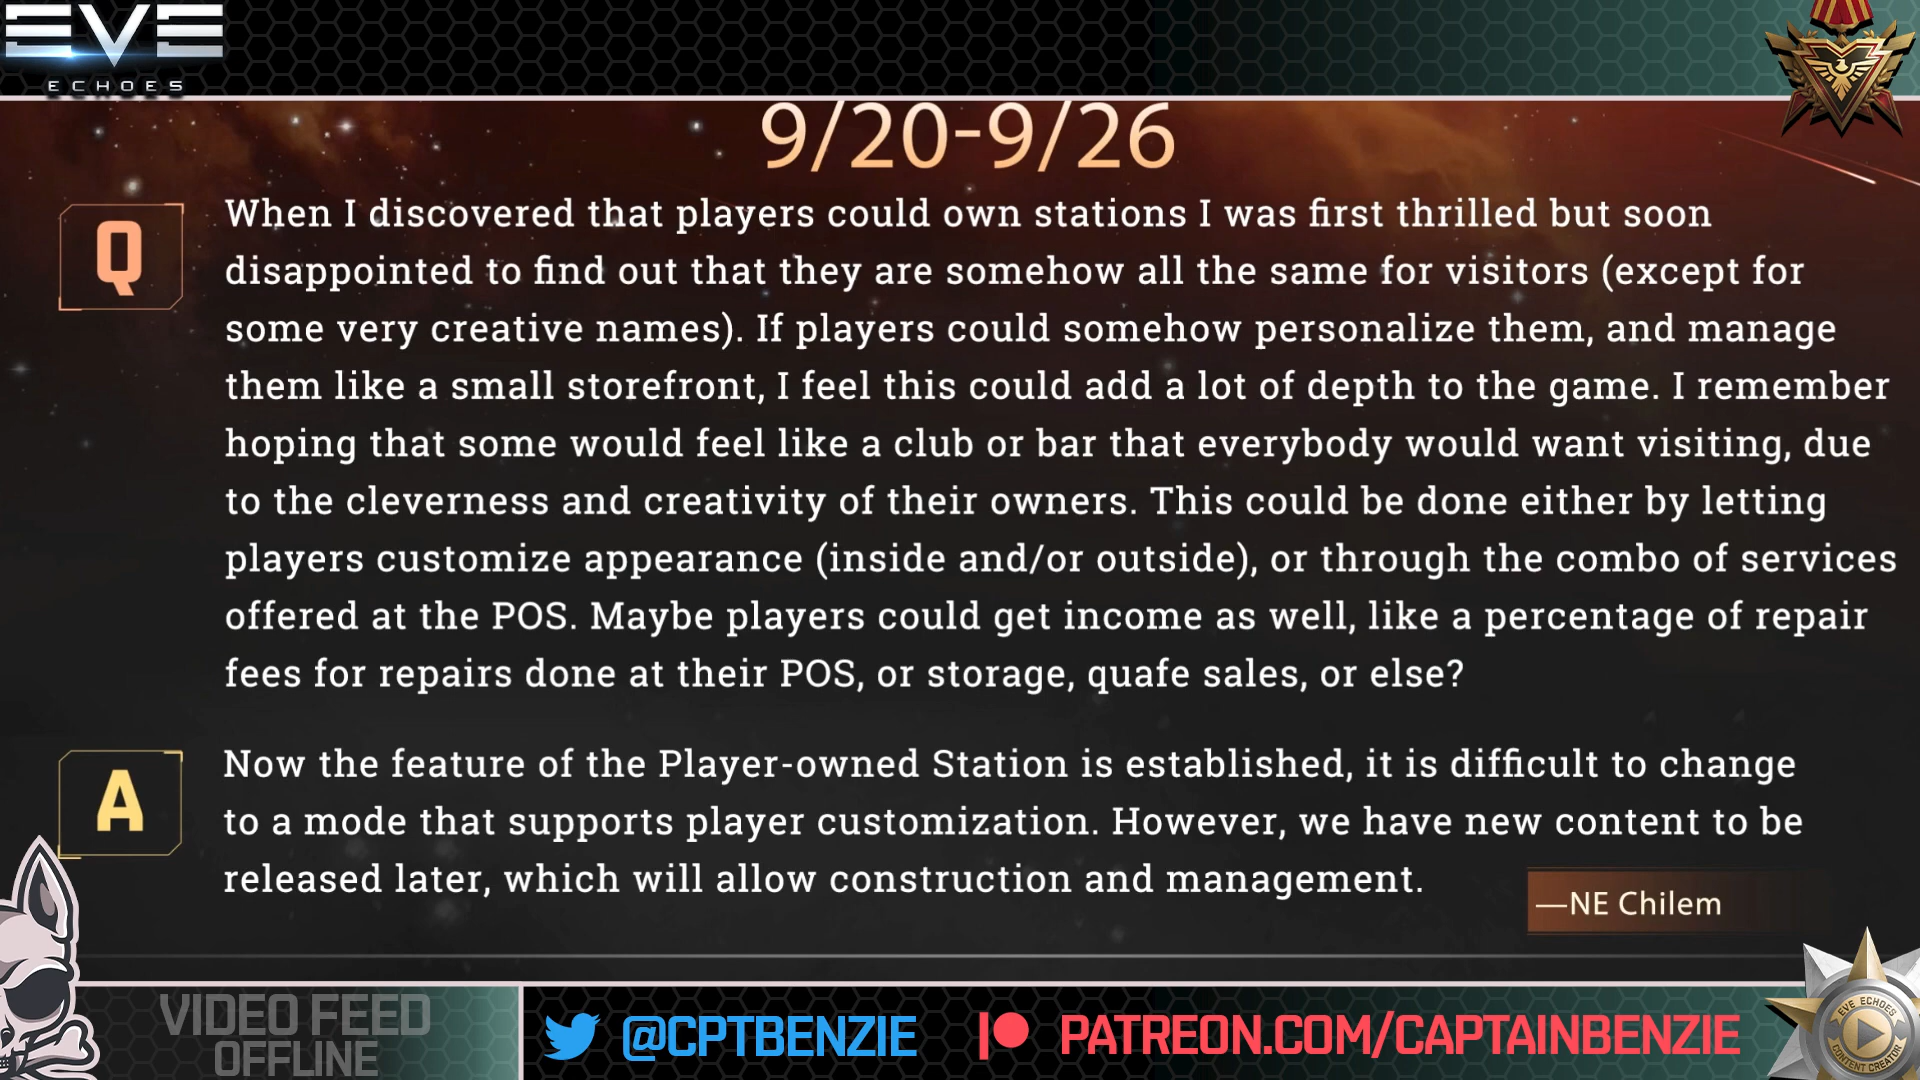 EVE
ECHOES
9/20-9/26
Q
When I discovered that players could own stations I was first thrilled but soon
disappointed to find out that they are somehow all the same for visitors (except for
some very creative names). If players could somehow personalize them, and manage
them like a small storefront, I feel this could add a lot of depth to the game. I remember
hoping that some would feel like a club or bar that everybody would want visiting, due
to the cleverness and creativity of their owners. This could be done either by letting
players customize appearance (inside and/or outside), or through the combo of services
offered at the POS. Maybe players could get income as well, like a percentage of repair
fees for repairs done at their POS, or storage, quafe sales, or else?
A
Now the feature of the Player-owned Station is established, it is difficult to change
to a mode that supports player customization. However, we have new content to be
released later, which will allow construction and management.
—NE Chilem
VIDEO FEED
OFFLINE
@CPTBENZIE
PATREON.COM/CAPTAINBENZIE
EVE ECHOES
CONTENT CREATOR